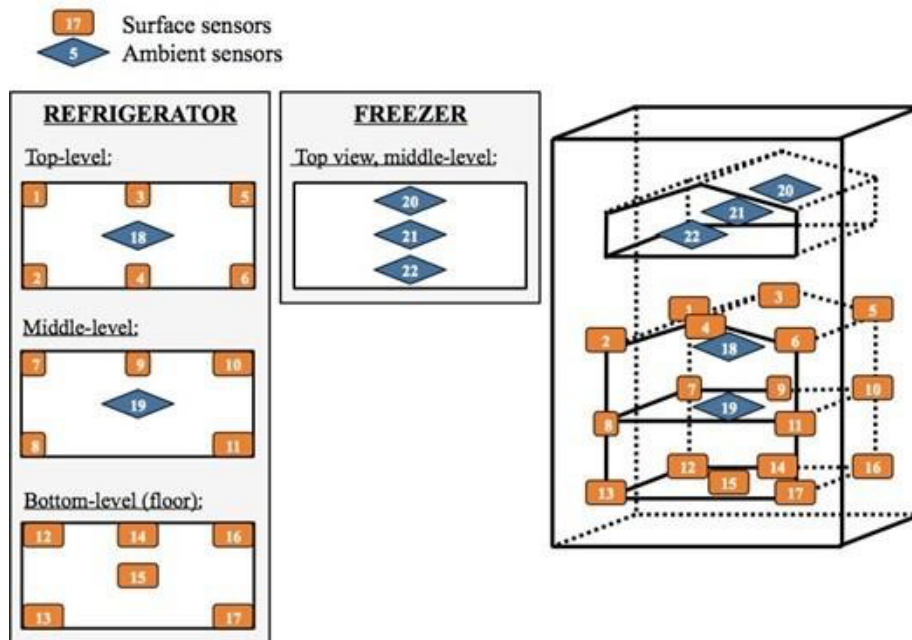 17 Surface sensors
5 Ambient sensors
REFRIGERATOR
Top-level:
1 3 5
18
2 4 6
Middle-level:
7 9 10
19
8 11
Bottom-level (floor):
12 14 16
15
13 17
FREEZER
Top view, middle-level:
20
21
22
20
21
22
3
1 5
4
2 6
18
7 9 10
19
8 11
12 14 16
15
13 17